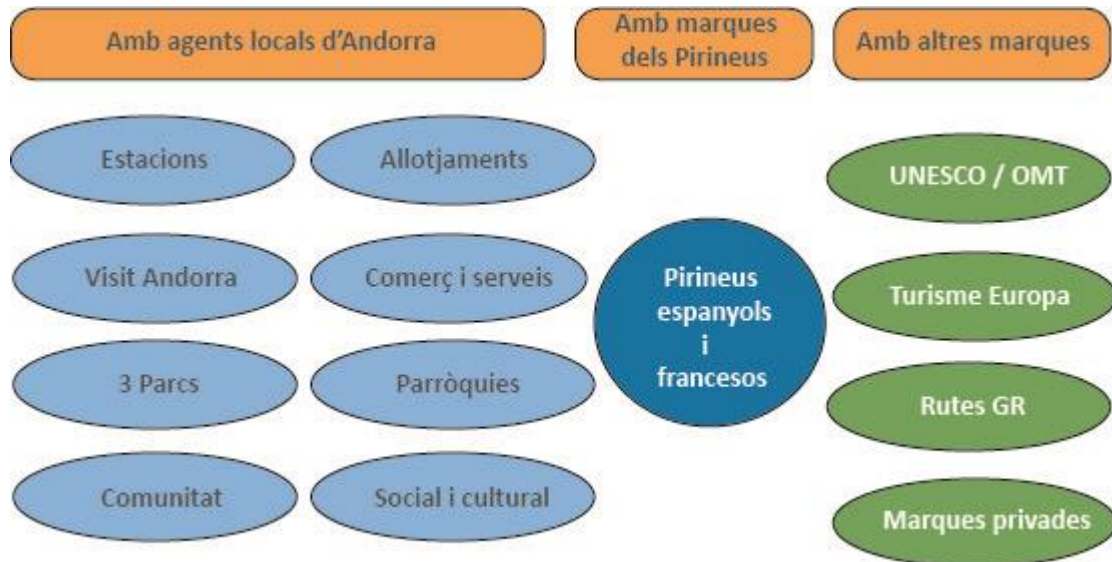 Amb agents locals d'Andorra
Amb marques
dels Pirineus
Amb altres marques
Estacions
Allotjaments
Visit Andorra
Comerç i serveis
3 Parcs
Parròquies
Comunitat
Social i cultural
Pirineus
espanyols
i
francesos
UNESCO / OMT
Turisme Europa
Rutes GR
Marques privades